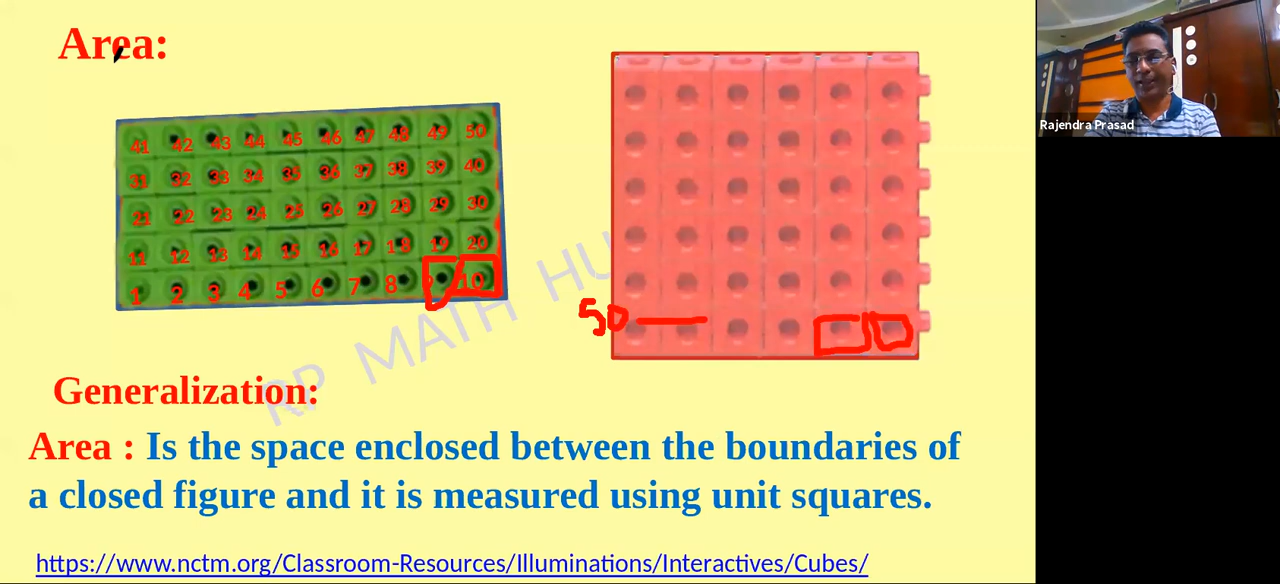 Area:
41 42 43 44 45 46 47 48 49 50
31 32 33 34 35 36 37 38 39 40
21 22 23 24 25 26 27 28 29 30
11 12 13 14 15 16 17 18 19 20
1 2 3 4 5 6 7 8 9 10
50
RP MATH HU
Generalization:
Area : Is the space enclosed between the boundaries of
a closed figure and it is measured using unit squares.
https://www.nctm.org/Classroom-Resources/Illuminations/Interactives/Cubes/
Rajendra Prasad